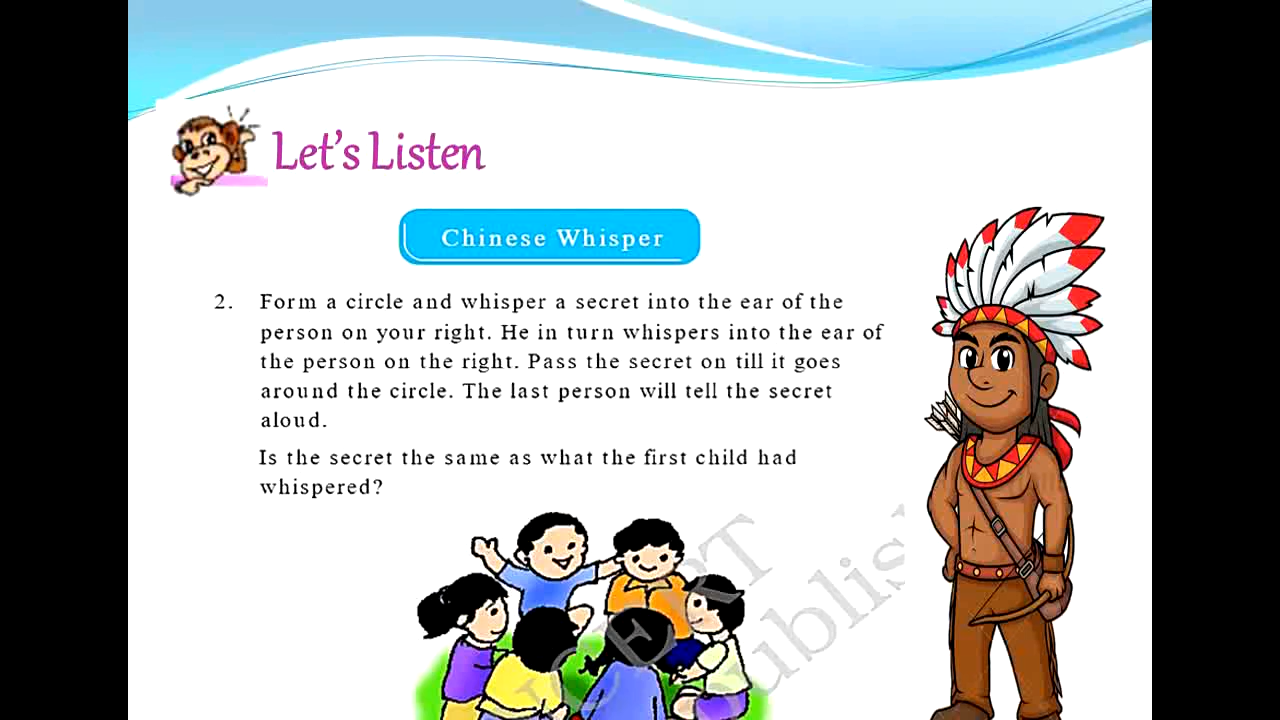 Let's Listen
Chinese Whisper
2. Form a circle and whisper a secret into the ear of the
person on your right. He in turn whispers into the ear of
the person on the right. Pass the secret on till it goes
around the circle. The last person will tell the secret
aloud.
Is the secret the same as what the first child had
whispered?
NCERT
publish